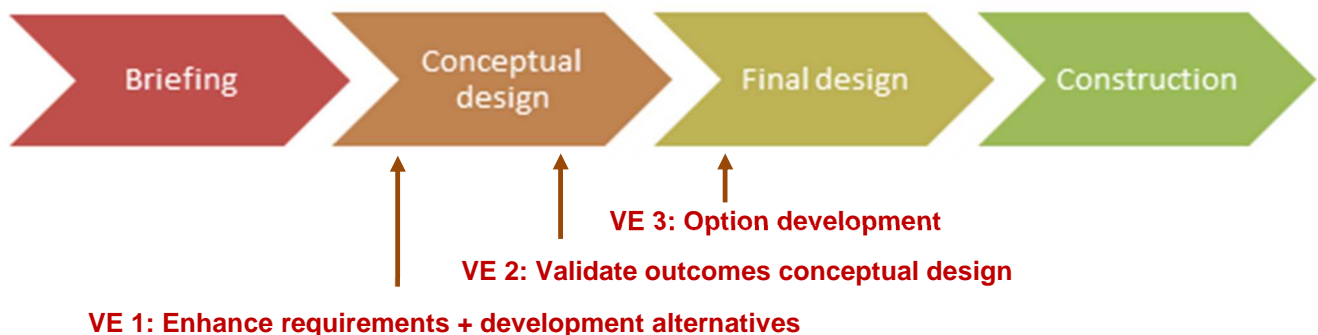 Briefing
Conceptual
design
Final design
Construction
VE 3: Option development
VE 2: Validate outcomes conceptual design
VE 1: Enhance requirements + development alternatives